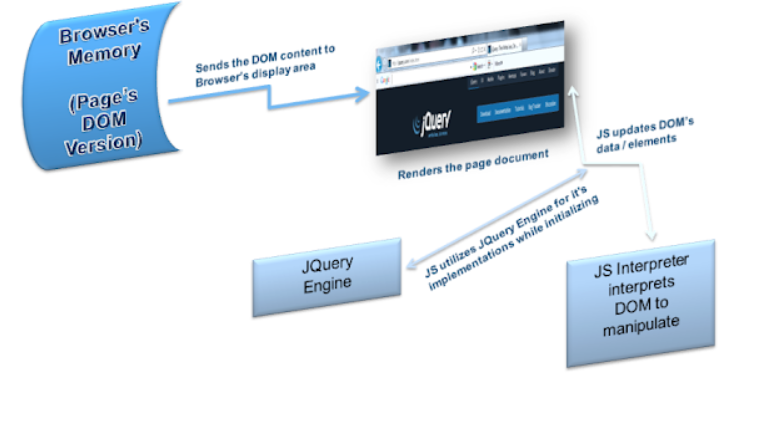 Browser's
Memory
(Page's
DOM
Version)
Sends the DOM content to
Browser's display area
jQuery
Renders the page document
JS updates DOM's
data / elements
JS utilizes JQuery Engine for it's
implementations while initializing
JQuery
Engine
JS Interpreter
interprets
DOM to
manipulate